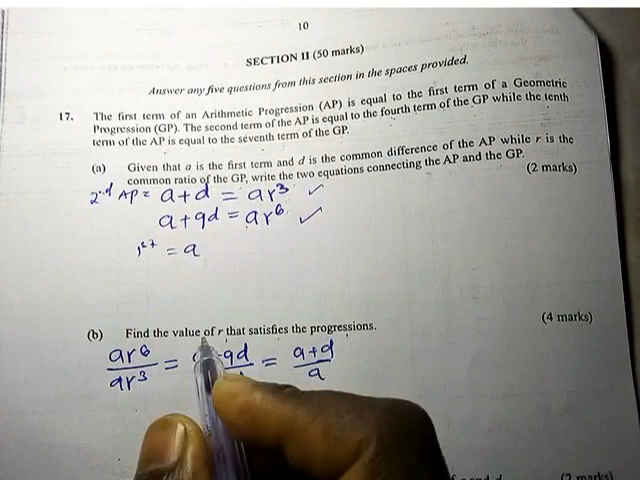 10
SECTION II (50 marks)
Answer any five questions from this section in the spaces provided.
17. The first term of an Arithmetic Progression (AP) is equal to the first term of a Geometric
Progression (GP). The second term of the AP is equal to the fourth term of the GP while the tenth
term of the AP is equal to the seventh term of the GP.
(a) Given that a is the first term and d is the common difference of the AP while r is the
common ratio of the GP, write the two equations connecting the AP and the GP.
(2 marks)
2nd AP = a+d = ar³ ✓
a+9d = ar⁶ ✓
1st = a
(b) Find the value of r that satisfies the progressions.
(4 marks)
ar⁶/ar³ = 9d = a+d/a
(2 marks)